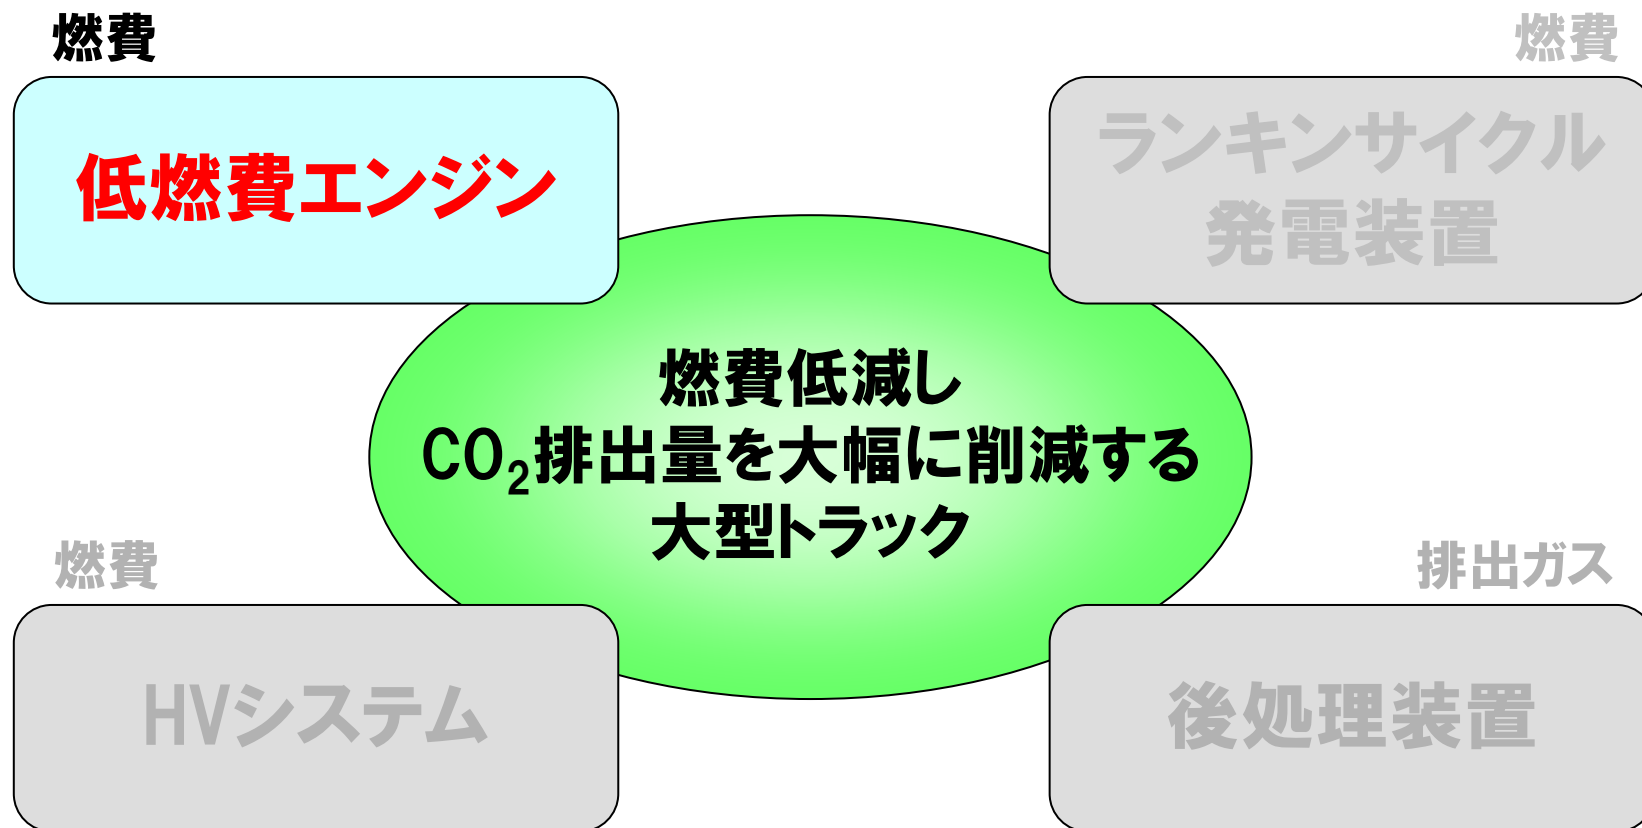 燃費
燃費
低燃費エンジン
ランキンサイクル
発電装置
燃費低減し
CO₂排出量を大幅に削減する
大型トラック
燃費
排出ガス
HVシステム
後処理装置